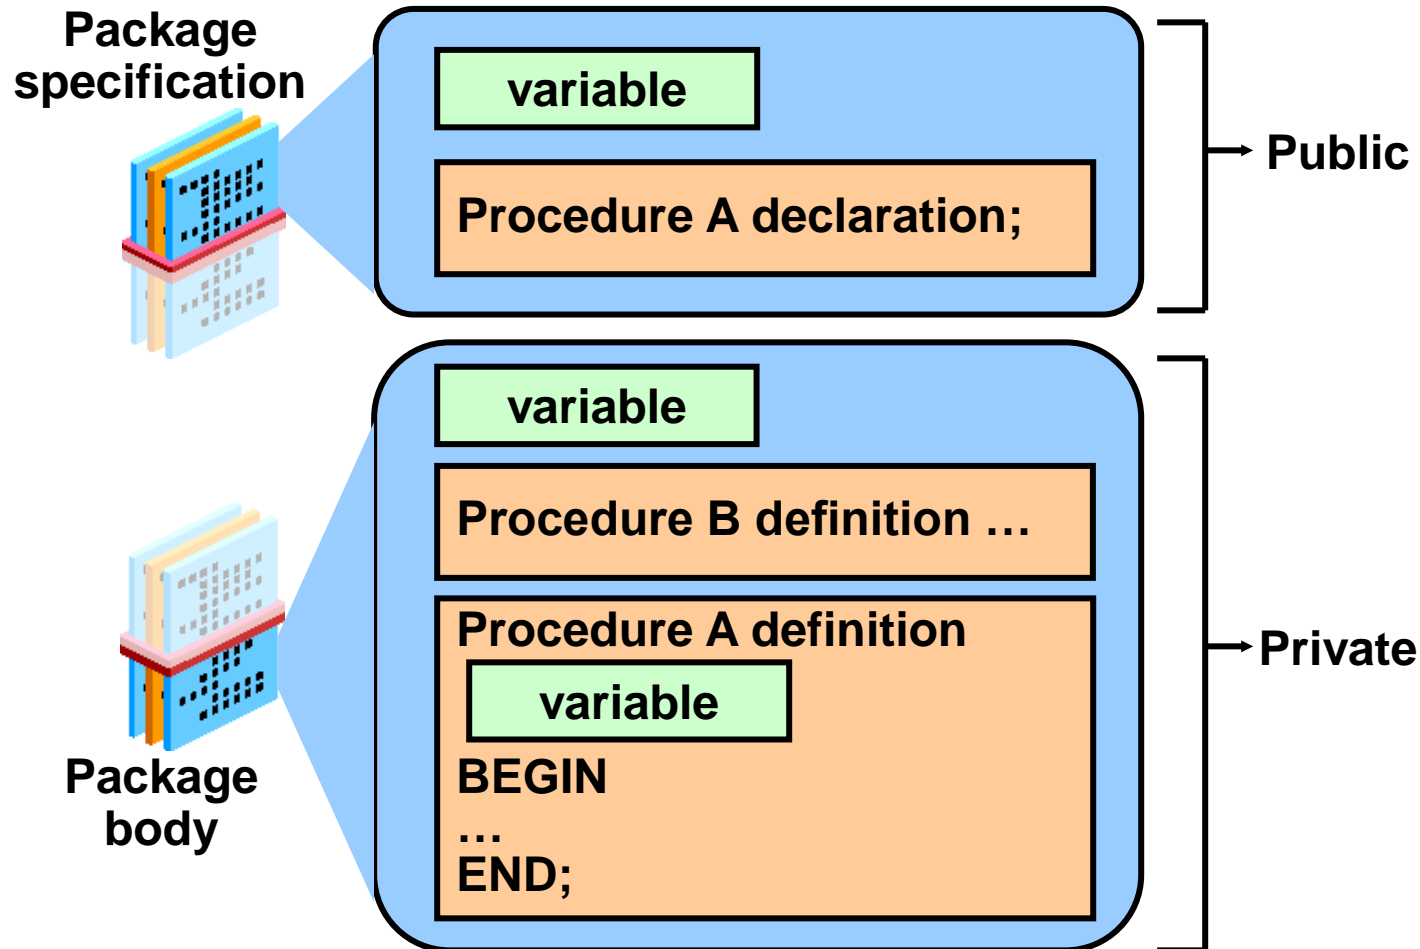 Package
specification
variable
Procedure A declaration;
Public
variable
Procedure B definition …
Procedure A definition
variable
BEGIN
…
END;
Private
Package
body